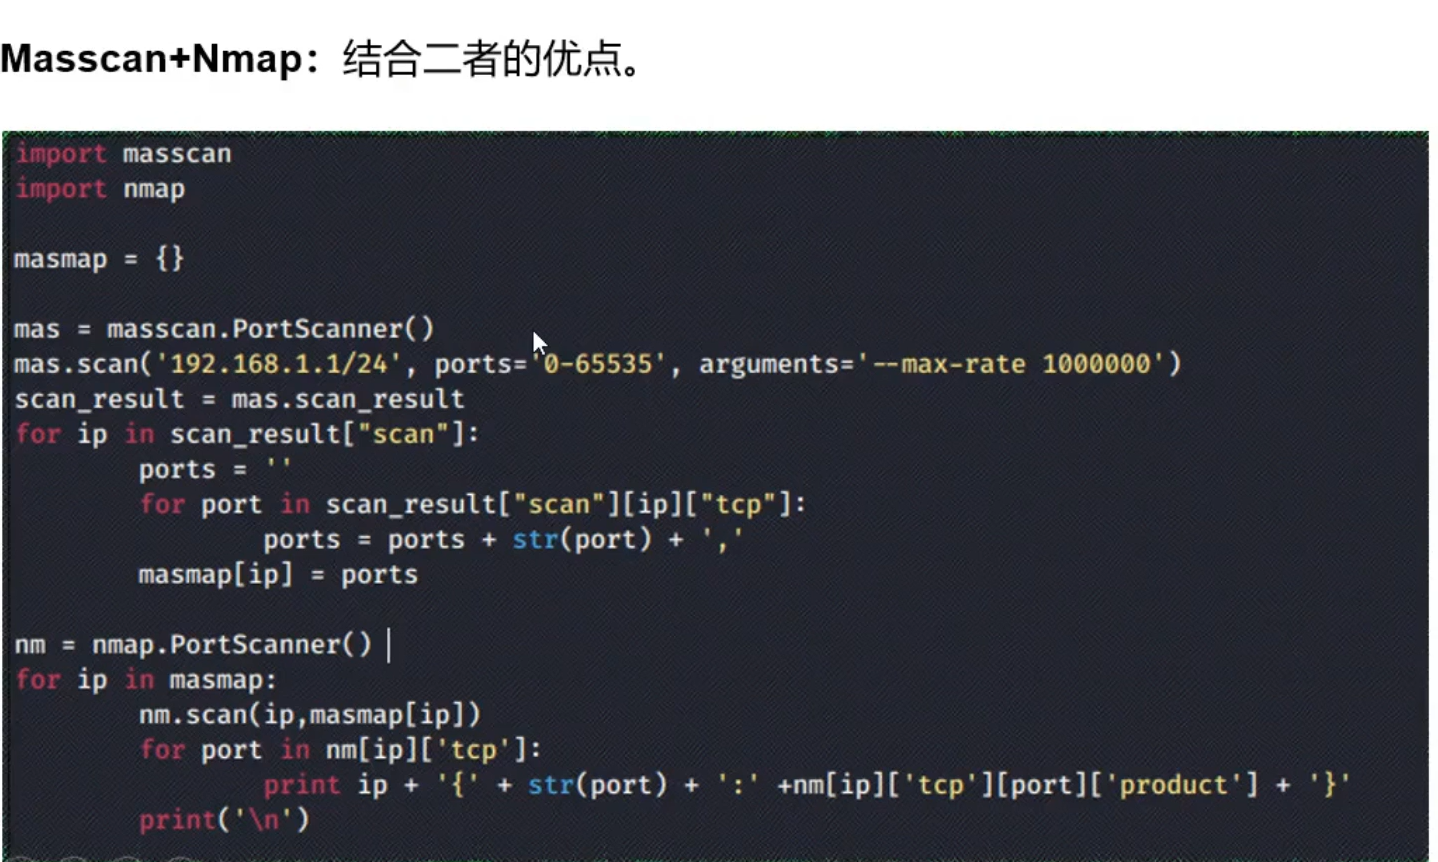 Masscan+Nmap：结合二者的优点。
import masscan
import nmap
masmap = {}
mas = masscan.PortScanner()
mas.scan('192.168.1.1/24', ports='0-65535', arguments='--max-rate 1000000')
scan_result = mas.scan_result
for ip in scan_result["scan"]:
        ports = ''
        for port in scan_result["scan"][ip]["tcp"]:
                ports = ports + str(port) + ','
        masmap[ip] = ports
nm = nmap.PortScanner()
for ip in masmap:
        nm.scan(ip,masmap[ip])
        for port in nm[ip]['tcp']:
                print ip + '{' + str(port) + ':' +nm[ip]['tcp'][port]['product'] + '}'
        print('\n')